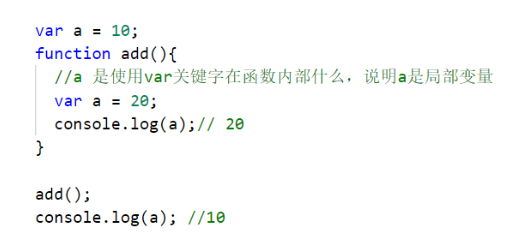 var a = 10;
function add(){
//a 是使用var关键字在函数内部什么，说明a是局部变量
var a = 20;
console.log(a);// 20
}
add();
console.log(a); //10